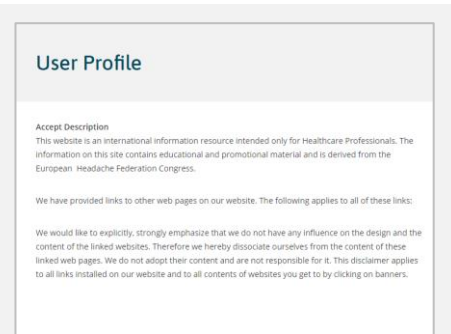 User Profile
Accept Description
This website is an international information resource intended only for Healthcare Professionals. The
information on this site contains educational and promotional material and is derived from the
European Headache Federation Congress.
We have provided links to other web pages on our website. The following applies to all of these links:
We would like to explicitly, strongly emphasize that we do not have any influence on the design and the
content of the linked websites. Therefore we hereby dissociate ourselves from the content of these
linked web pages. We do not adopt their content and are not responsible for it. This disclaimer applies
to all links installed on our website and to all contents of websites you get to by clicking on banners.